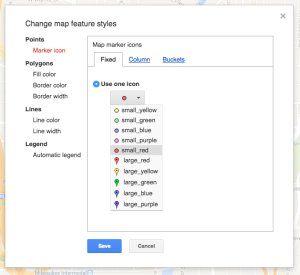 Change map feature styles
Points
Marker icon
Polygons
Fill color
Border color
Border width
Lines
Line color
Line width
Legend
Automatic legend
Map marker icons
Fixed
Column
Buckets
Use one icon
small_yellow
small_green
small_blue
small_purple
small_red
large_red
large_yellow
large_green
large_blue
large_purple
Save
Cancel